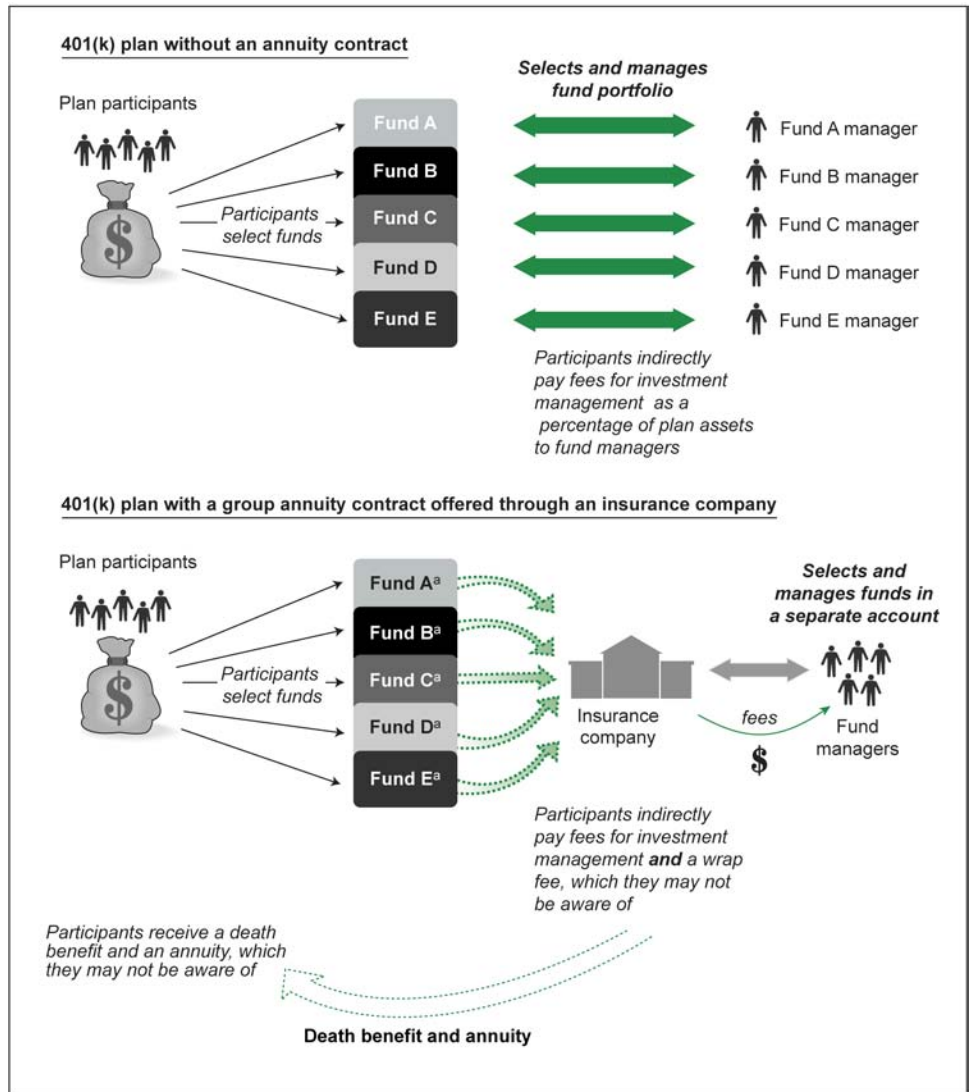 401(k) plan without an annuity contract
Selects and manages
fund portfolio
Plan participants
$
Participants
select funds
Fund A
Fund B
Fund C
Fund D
Fund E
Fund A manager
Fund B manager
Fund C manager
Fund D manager
Fund E manager
Participants indirectly
pay fees for investment
management as a
percentage of plan assets
to fund managers
401(k) plan with a group annuity contract offered through an insurance company
Plan participants
$
Participants
select funds
Fund Aᵃ
Fund Bᵃ
Fund Cᵃ
Fund Dᵃ
Fund Eᵃ
Insurance
company
Selects and
manages funds in
a separate account
fees
$
Fund
managers
Participants indirectly
pay fees for investment
management and a wrap
fee, which they may not
be aware of
Participants receive a death
benefit and an annuity, which
they may not be aware of
Death benefit and annuity